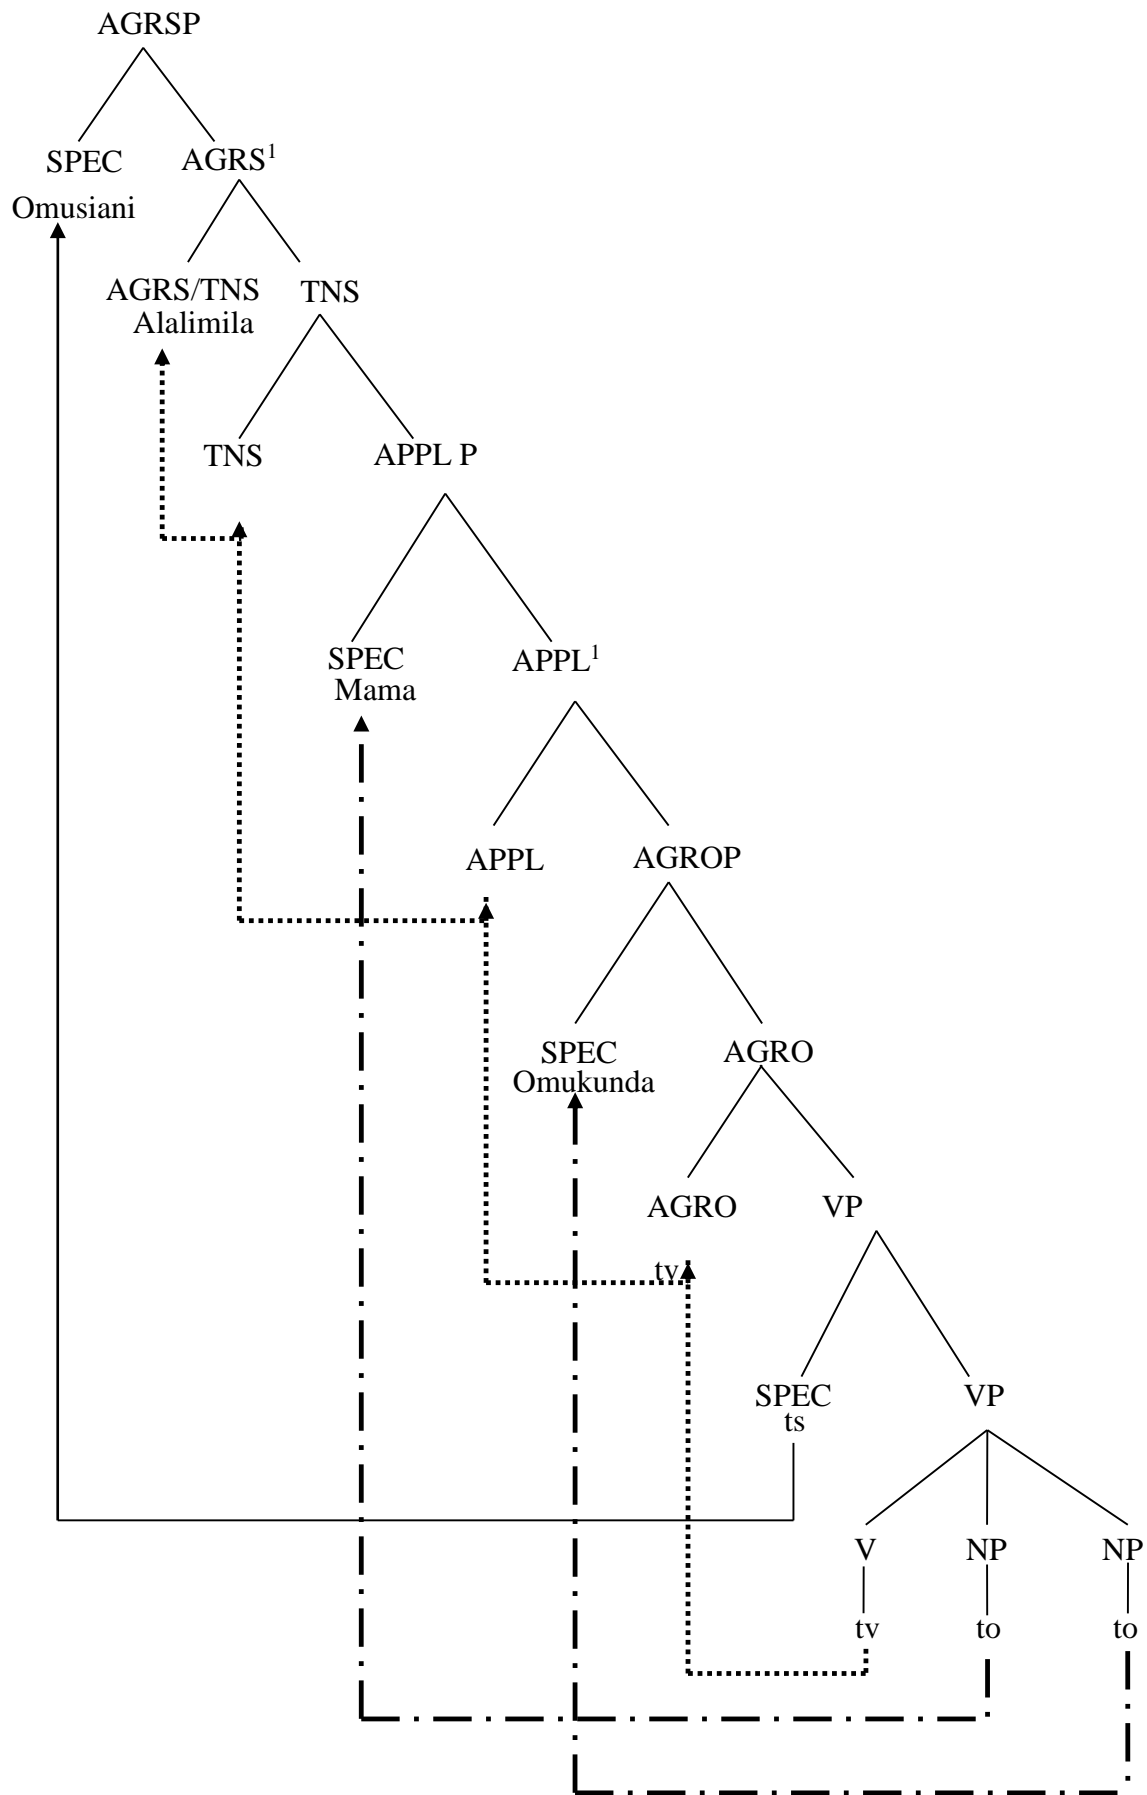 AGRSP
SPEC AGRS¹
Omusiani
AGRS/TNS TNS
Alalimila
TNS APPL P
SPEC APPL¹
Mama
APPL AGROP
SPEC AGRO
Omukunda
AGRO VP
tv
SPEC VP
ts
V NP NP
tv to to